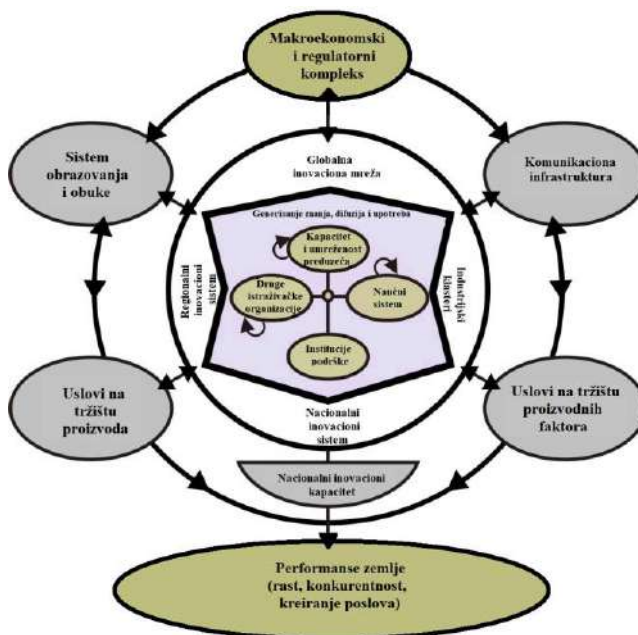 Makroekonomski
i regulatorni
kompleks
Sistem
obrazovanja
i obuke
Komunikaciona
infrastruktura
Globalna
inovaciona mreža
Generisanje znanja, difuzija i upotreba
Kapacitet
i umreženost
preduzeća
Regionalni
inovacioni
sistem
Druge
istraživačke
organizacije
Naučni
sistem
Industrijski
klasteri
Institucije
podrške
Uslovi na
tržištu
proizvoda
Uslovi na tržištu
proizvodnih
faktora
Nacionalni
inovacioni
sistem
Nacionalni inovacioni
kapacitet
Performanse zemlje
(rast, konkurentnost,
kreiranje poslova)